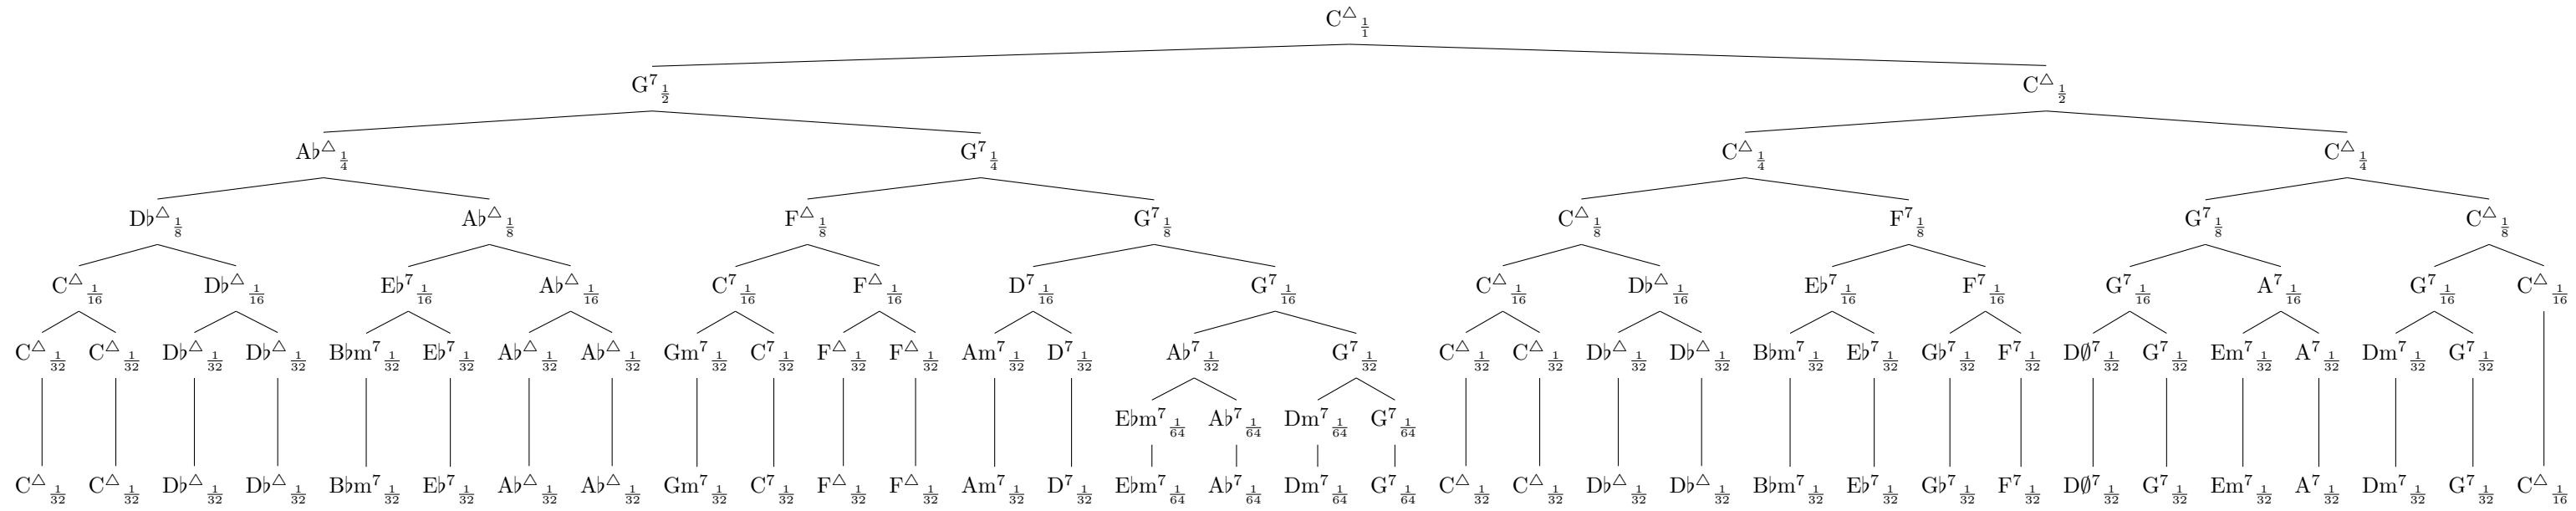 C△ 1/1
G⁷ 1/2 C△ 1/2
A♭△ 1/4 G⁷ 1/4 C△ 1/4 C△ 1/4
D♭△ 1/8 A♭△ 1/8 F△ 1/8 G⁷ 1/8 C△ 1/8 F⁷ 1/8 G⁷ 1/8 C△ 1/8
C△ 1/16 D♭△ 1/16 E♭⁷ 1/16 A♭△ 1/16 C⁷ 1/16 F△ 1/16 D⁷ 1/16 G⁷ 1/16 C△ 1/16 D♭△ 1/16 E♭⁷ 1/16 F⁷ 1/16 G⁷ 1/16 A⁷ 1/16 G⁷ 1/16 C△ 1/16
C△ 1/32 C△ 1/32 D♭△ 1/32 D♭△ 1/32 B♭m⁷ 1/32 E♭⁷ 1/32 A♭△ 1/32 A♭△ 1/32 Gm⁷ 1/32 C⁷ 1/32 F△ 1/32 F△ 1/32 Am⁷ 1/32 D⁷ 1/32 A♭⁷ 1/32 G⁷ 1/32 C△ 1/32 C△ 1/32 D♭△ 1/32 D♭△ 1/32 B♭m⁷ 1/32 E♭⁷ 1/32 G♭⁷ 1/32 F⁷ 1/32 D∅⁷ 1/32 G⁷ 1/32 Em⁷ 1/32 A⁷ 1/32 Dm⁷ 1/32 G⁷ 1/32
E♭m⁷ 1/64 A♭⁷ 1/64 Dm⁷ 1/64 G⁷ 1/64
C△ 1/32 C△ 1/32 D♭△ 1/32 D♭△ 1/32 B♭m⁷ 1/32 E♭⁷ 1/32 A♭△ 1/32 A♭△ 1/32 Gm⁷ 1/32 C⁷ 1/32 F△ 1/32 F△ 1/32 Am⁷ 1/32 D⁷ 1/32 E♭m⁷ 1/64 A♭⁷ 1/64 Dm⁷ 1/64 G⁷ 1/64 C△ 1/32 C△ 1/32 D♭△ 1/32 D♭△ 1/32 B♭m⁷ 1/32 E♭⁷ 1/32 G♭⁷ 1/32 F⁷ 1/32 D∅⁷ 1/32 G⁷ 1/32 Em⁷ 1/32 A⁷ 1/32 Dm⁷ 1/32 G⁷ 1/32 C△ 1/16